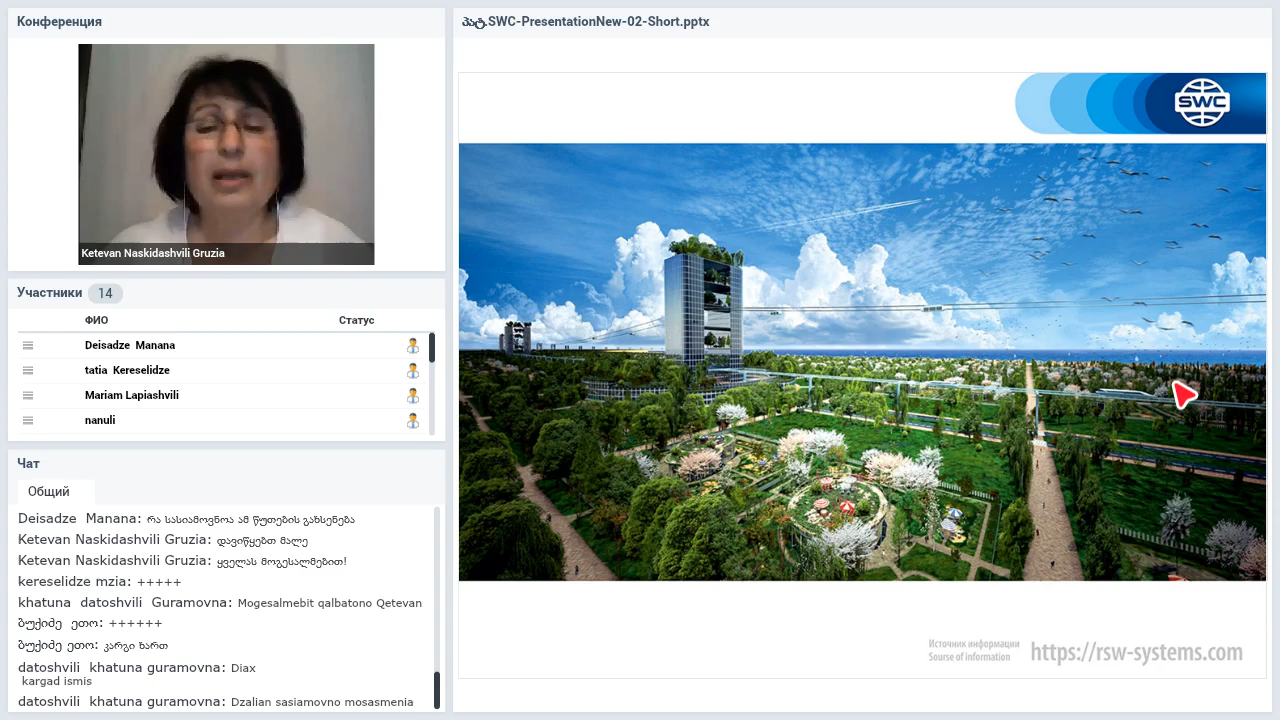 Конференция
Ketevan Naskidashvili Gruzia
Участники 14
ФИО Статус
Deisadze Manana
tatia Kereselidze
Mariam Lapiashvili
nanuli
Чат
Общий
Deisadze Manana: რა სასიამოვნოა ამ წუთების გახსენება
Ketevan Naskidashvili Gruzia: დავიწყებთ მალე
Ketevan Naskidashvili Gruzia: ყველას მოგესალმებით!
kereselidze mzia: +++++
khatuna datoshvili Guramovna: Mogesalmebit qalbatono Qetevan
ბუქიძე ეთო: ++++++
ბუქიძე ეთო: კარგი ხართ
datoshvili khatuna guramovna: Diax
kargad ismis
datoshvili khatuna guramovna: Dzalian sasiamovno mosasmenia
პატ.SWC-PresentationNew-02-Short.pptx
SWC
Источник информации
Sourse of information
https://rsw-systems.com